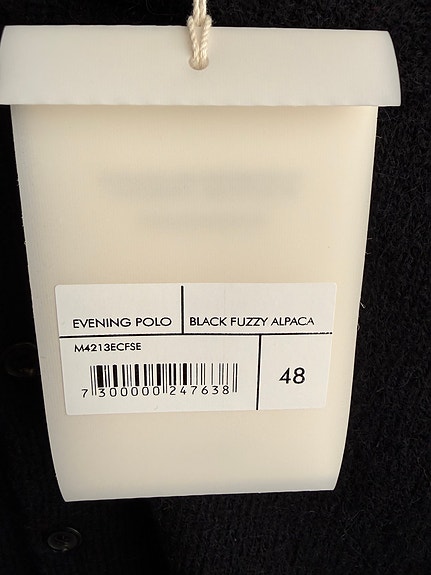 EVENING POLO
BLACK FUZZY ALPACA
M4213ECFSE
48
7 300000 247638